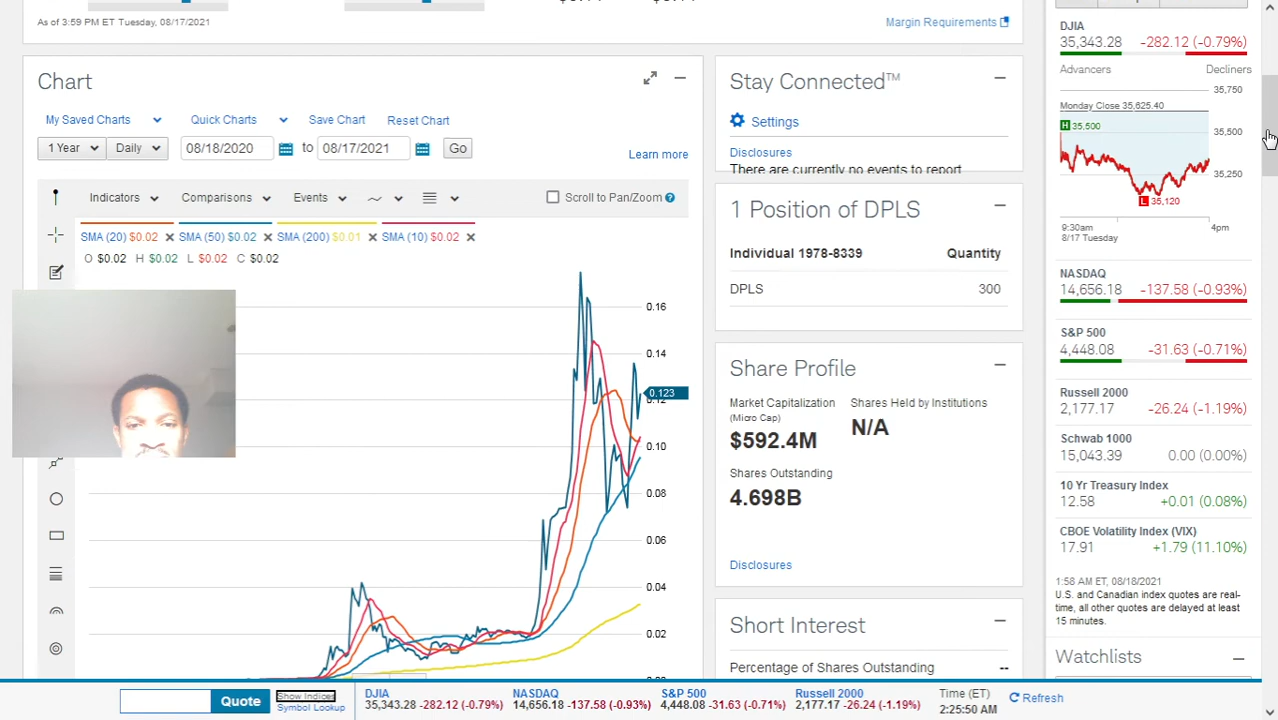 As of 3:59 PM ET Tuesday, 08/17/2021
Margin Requirements
Chart
My Saved Charts
Quick Charts
Save Chart
Reset Chart
1 Year
Daily
08/18/2020
to
08/17/2021
Go
Learn more
Indicators
Comparisons
Events
Scroll to Pan/Zoom
SMA (20) $0.02 SMA (50) $0.02 SMA (200) $0.01 SMA (10) $0.02
O $0.02 H $0.02 L $0.02 C $0.02
0.16
0.14
0.123
0.12
0.10
0.08
0.06
0.04
0.02
Stay Connected™
Settings
Disclosures
There are currently no events to report
1 Position of DPLS
Individual 1978-8339
Quantity
DPLS
300
Share Profile
Market Capitalization
(Micro Cap)
$592.4M
Shares Held by Institutions
N/A
Shares Outstanding
4.698B
Disclosures
Short Interest
Percentage of Shares Outstanding
--
DJIA
35,343.28 -282.12 (-0.79%)
Advancers
Decliners
35,750
Monday Close 35,625.40
H 35,500
35,500
35,250
L 35,120
9:30am
4pm
8/17 Tuesday
NASDAQ
14,656.18 -137.58 (-0.93%)
S&P 500
4,448.08 -31.63 (-0.71%)
Russell 2000
2,177.17 -26.24 (-1.19%)
Schwab 1000
15,043.39 0.00 (0.00%)
10 Yr Treasury Index
12.58 +0.01 (0.08%)
CBOE Volatility Index (VIX)
17.91 +1.79 (11.10%)
1:58 AM ET, 08/18/2021
U.S. and Canadian index quotes are real-
time, all other quotes are delayed at least
15 minutes.
Watchlists
Quote
Show Indices
Symbol Lookup
DJIA
35,343.28 -282.12 (-0.79%)
NASDAQ
14,656.18 -137.58 (-0.93%)
S&P 500
4,448.08 -31.63 (-0.71%)
Russell 2000
2,177.17 -26.24 (-1.19%)
Time (ET)
2:25:50 AM
Refresh